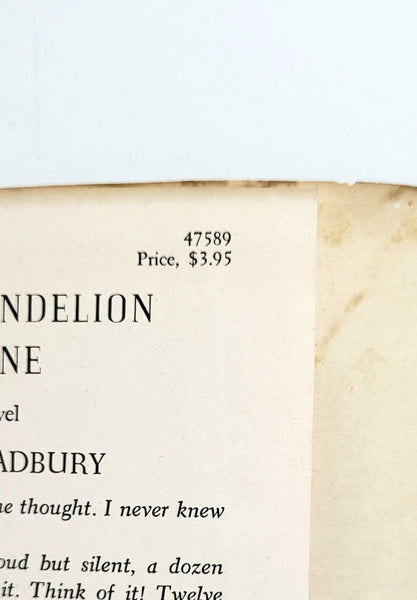 47589
Price, $3.95
NDELION
NE
vel
ADBURY
ne thought. I never knew
oud but silent, a dozen
it. Think of it! Twelve